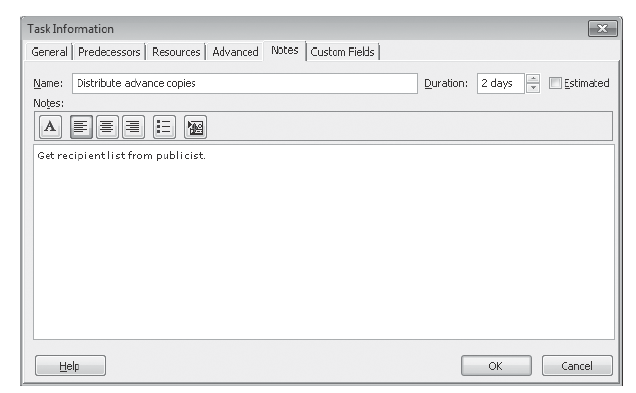 Task Information
General Predecessors Resources Advanced Notes Custom Fields
Name: Distribute advance copies Duration: 2 days Estimated
Notes:
A
Get recipient list from publicist.
Help OK Cancel